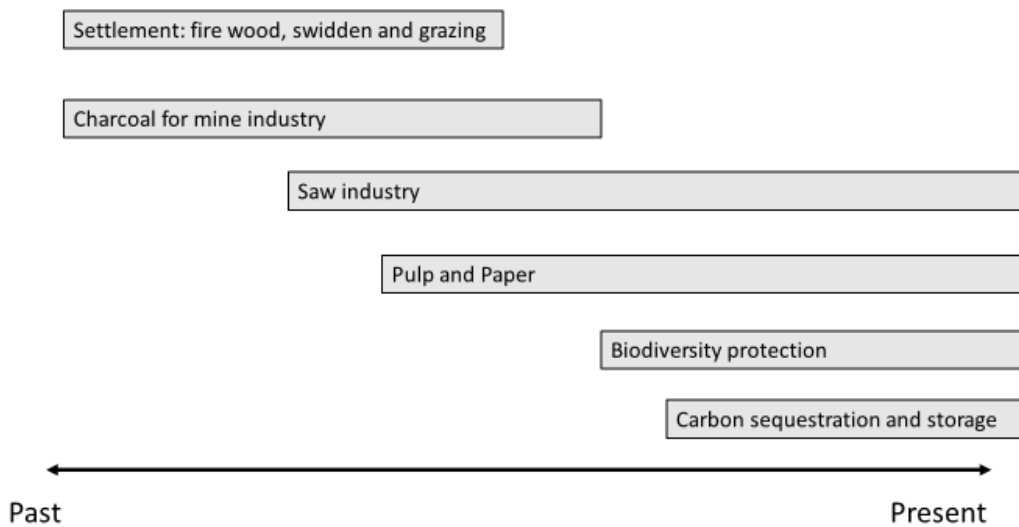 Settlement: fire wood, swidden and grazing
Charcoal for mine industry
Saw industry
Pulp and Paper
Biodiversity protection
Carbon sequestration and storage
Past
Present